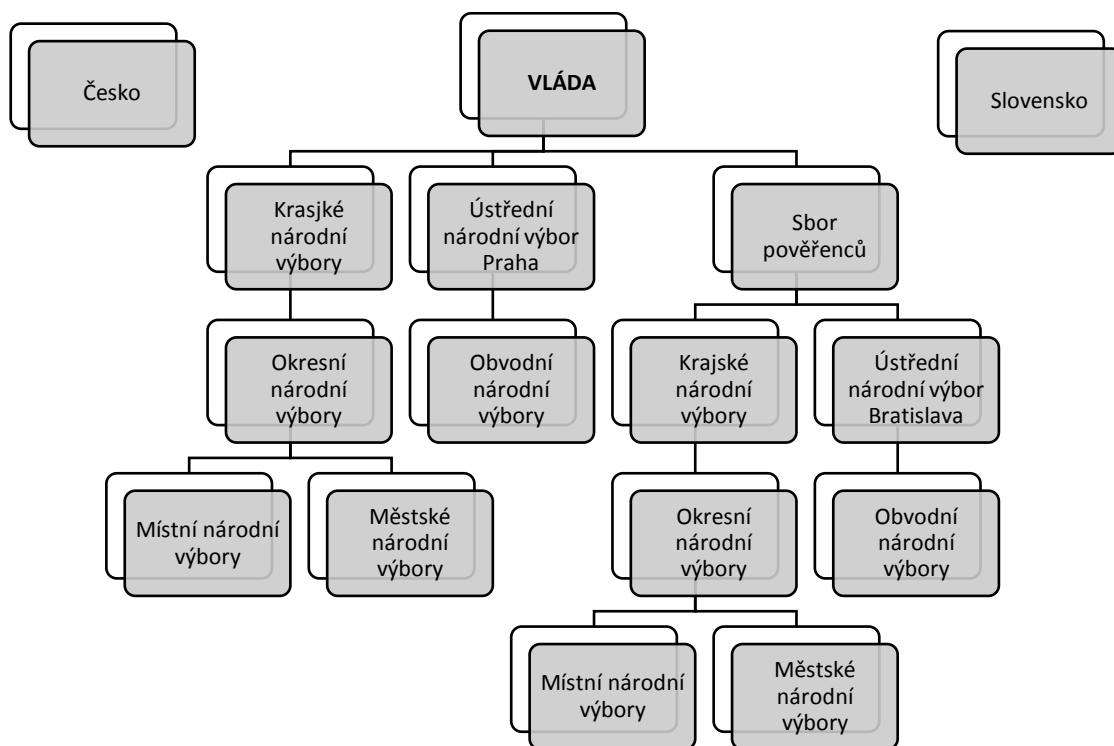 Česko
VLÁDA
Slovensko
Krasjké
národní
výbory
Ústřední
národní výbor
Praha
Sbor
pověřenců
Okresní
národní
výbory
Obvodní
národní
výbory
Krajské
národní
výbory
Ústřední
národní výbor
Bratislava
Místní národní
výbory
Městské
národní
výbory
Okresní
národní
výbory
Obvodní
národní
výbory
Místní národní
výbory
Městské
národní
výbory